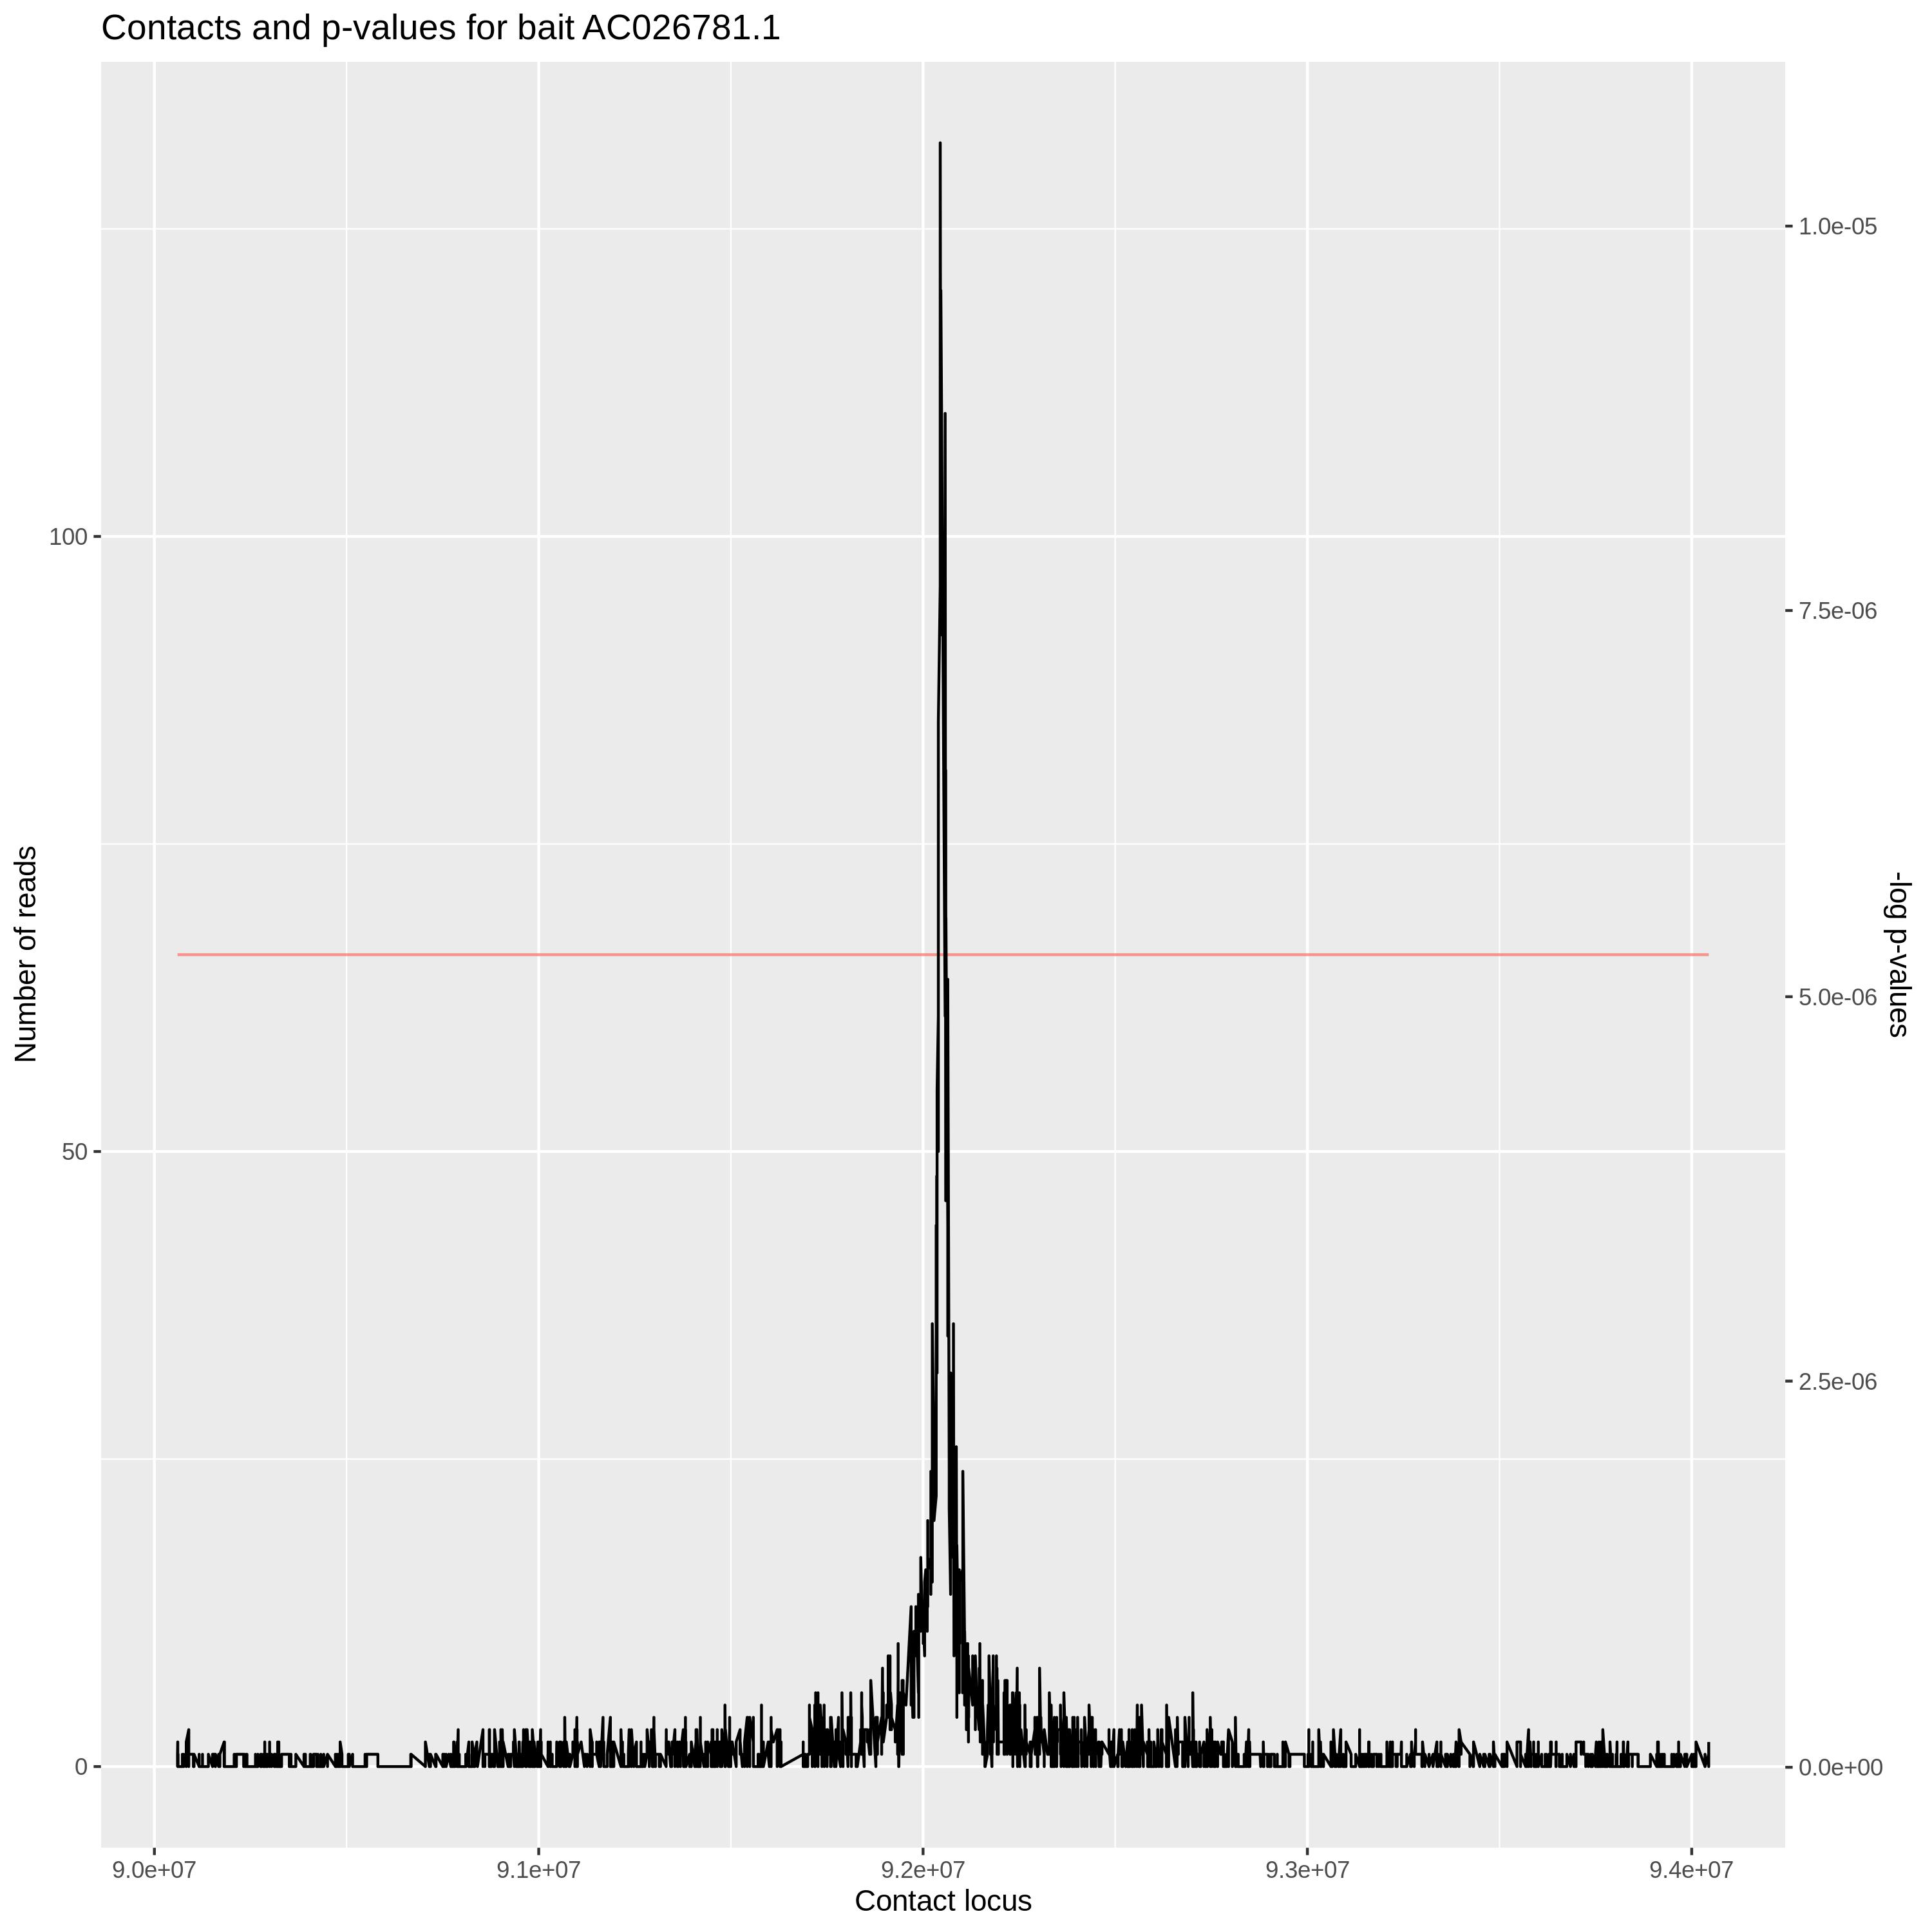 Contacts and p-values for bait AC026781.1
Number of reads
100
50
0
1.0e-05
7.5e-06
5.0e-06
2.5e-06
0.0e+00
-log p-values
9.0e+07 9.1e+07 9.2e+07 9.3e+07 9.4e+07
Contact locus